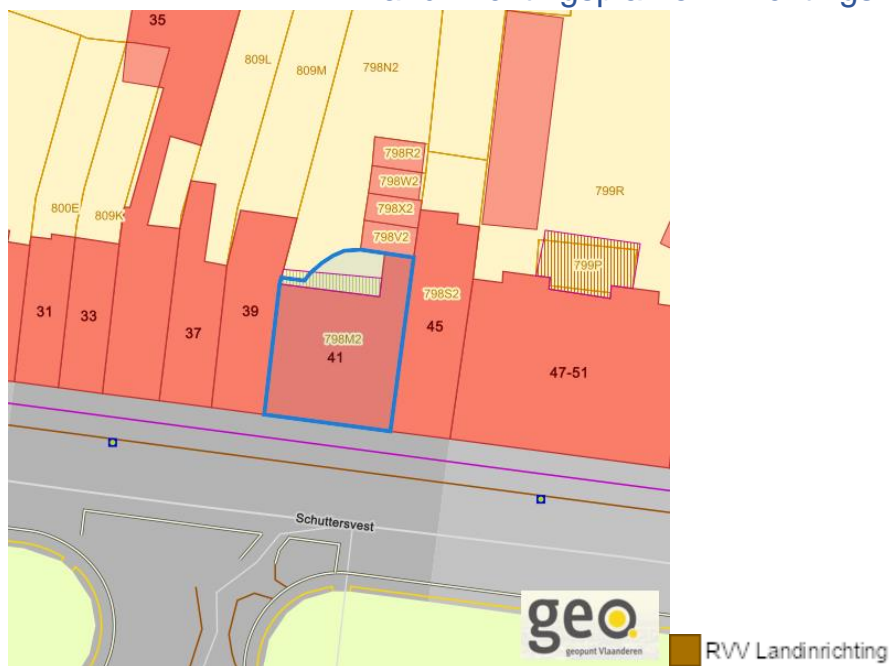 35
809L
809M
798N2
798R2
798W2
798X2
798V2
799R
800E
809K
799P
798S2
31
33
37
39
798M2
41
45
47-51
Schuttersvest
geo.
geopunt Vlaanderen
RVV Landinrichting